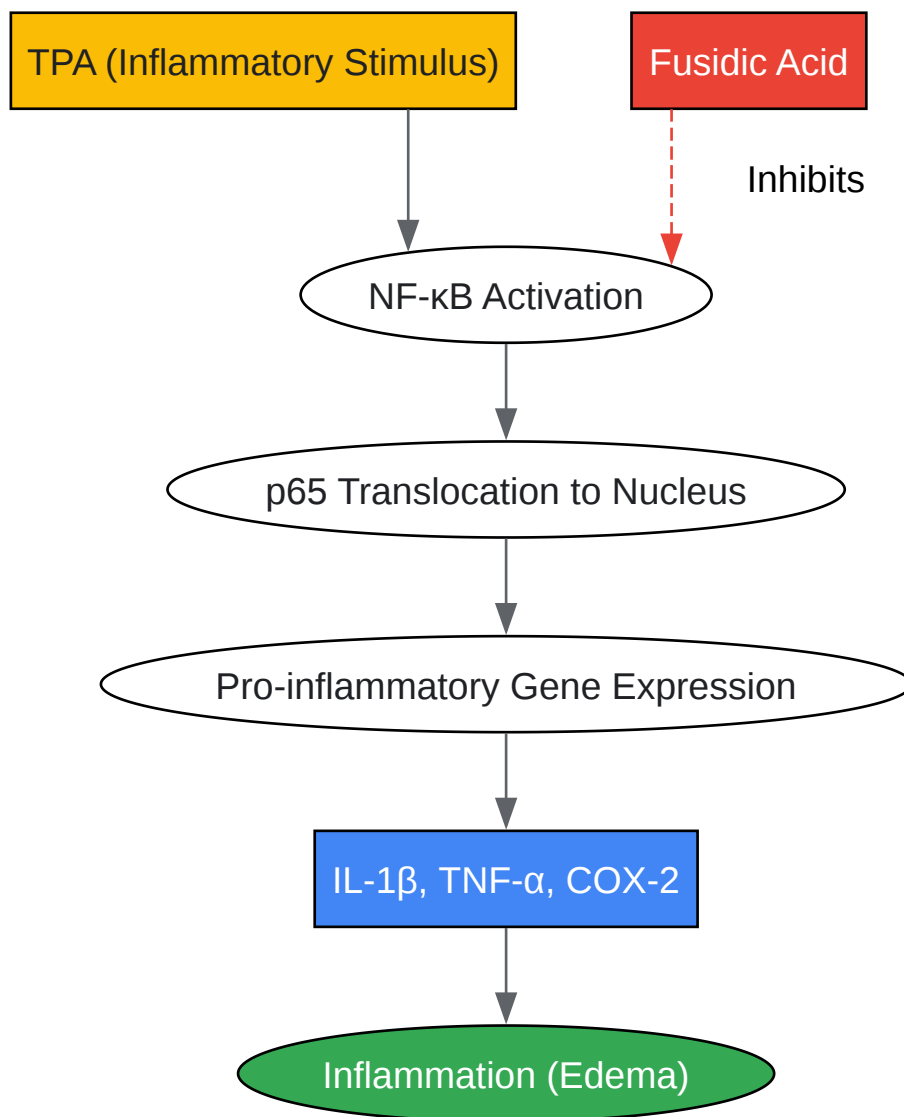 TPA (Inflammatory Stimulus)
Fusidic Acid
Inhibits
NF-κB Activation
p65 Translocation to Nucleus
Pro-inflammatory Gene Expression
IL-1β, TNF-α, COX-2
Inflammation (Edema)